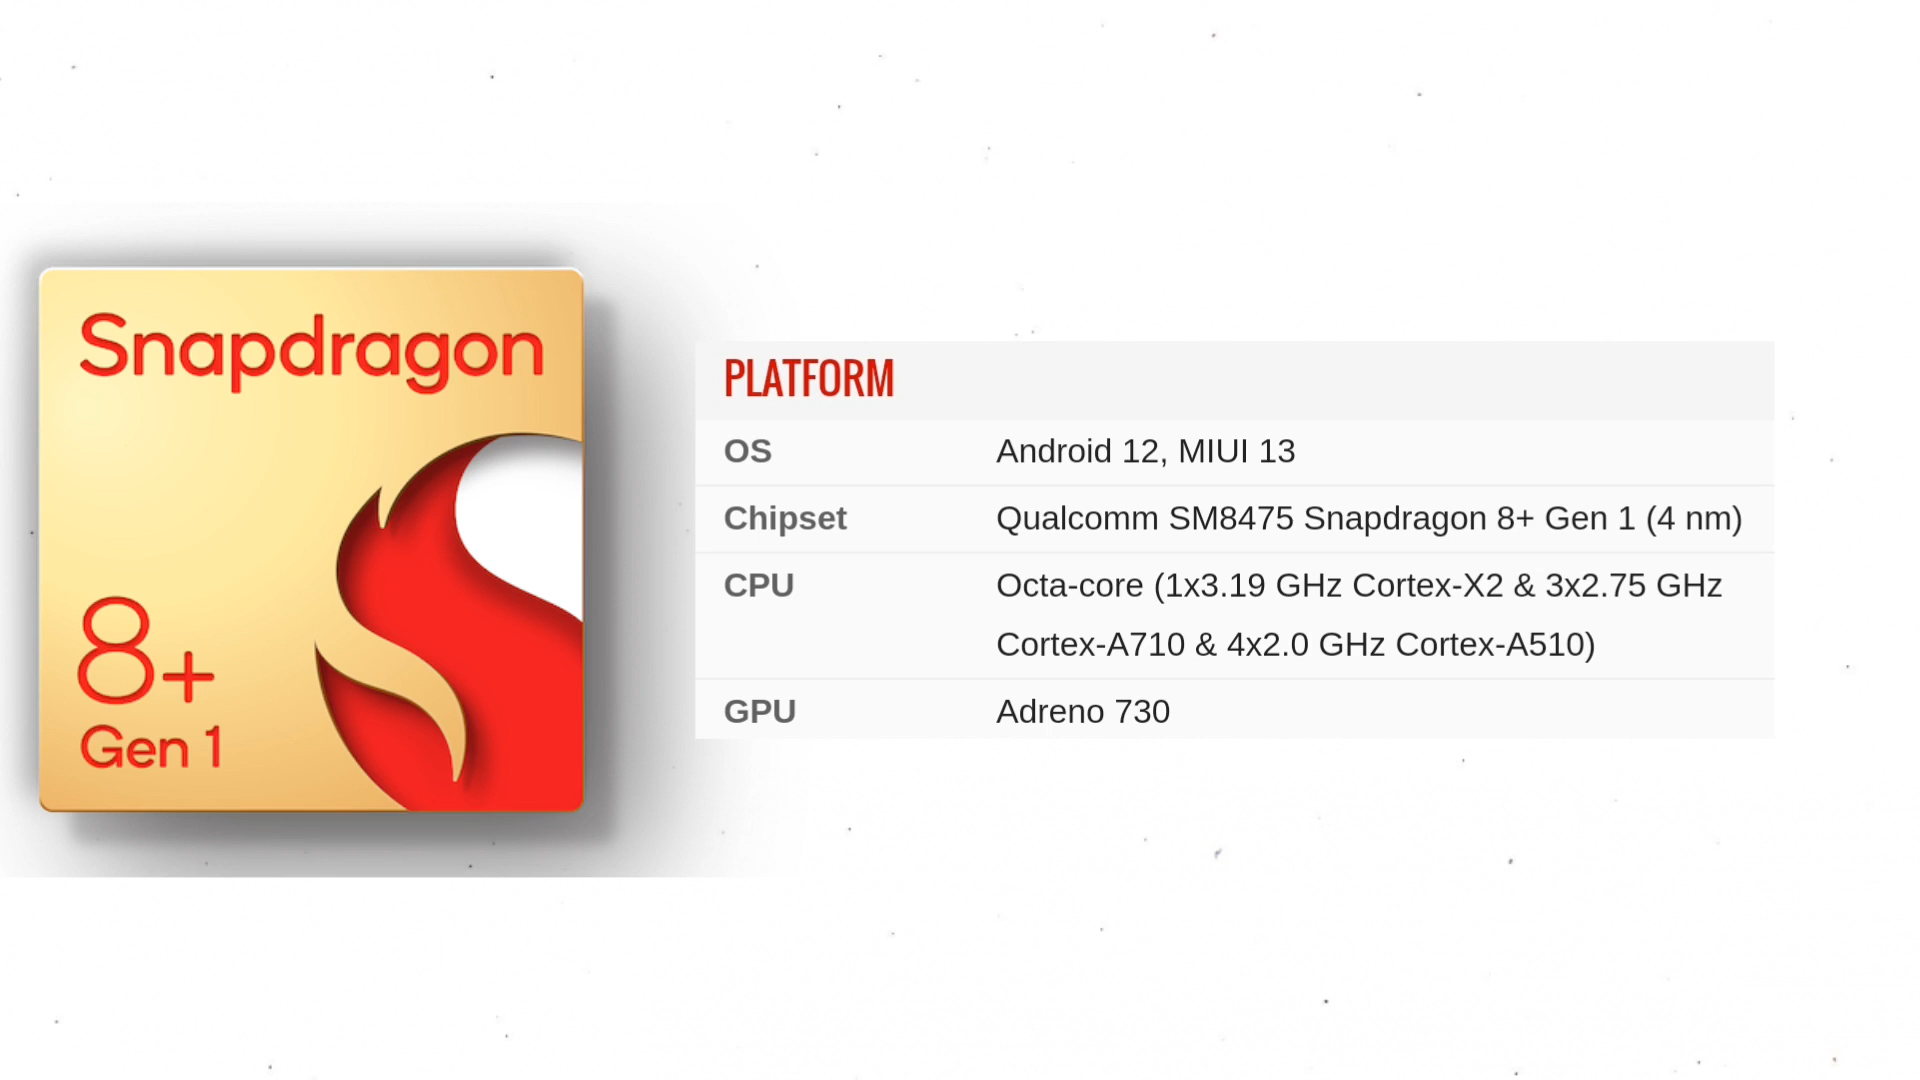 Snapdragon
8+
Gen 1
PLATFORM
OS Android 12, MIUI 13
Chipset Qualcomm SM8475 Snapdragon 8+ Gen 1 (4 nm)
CPU Octa-core (1x3.19 GHz Cortex-X2 & 3x2.75 GHz
Cortex-A710 & 4x2.0 GHz Cortex-A510)
GPU Adreno 730